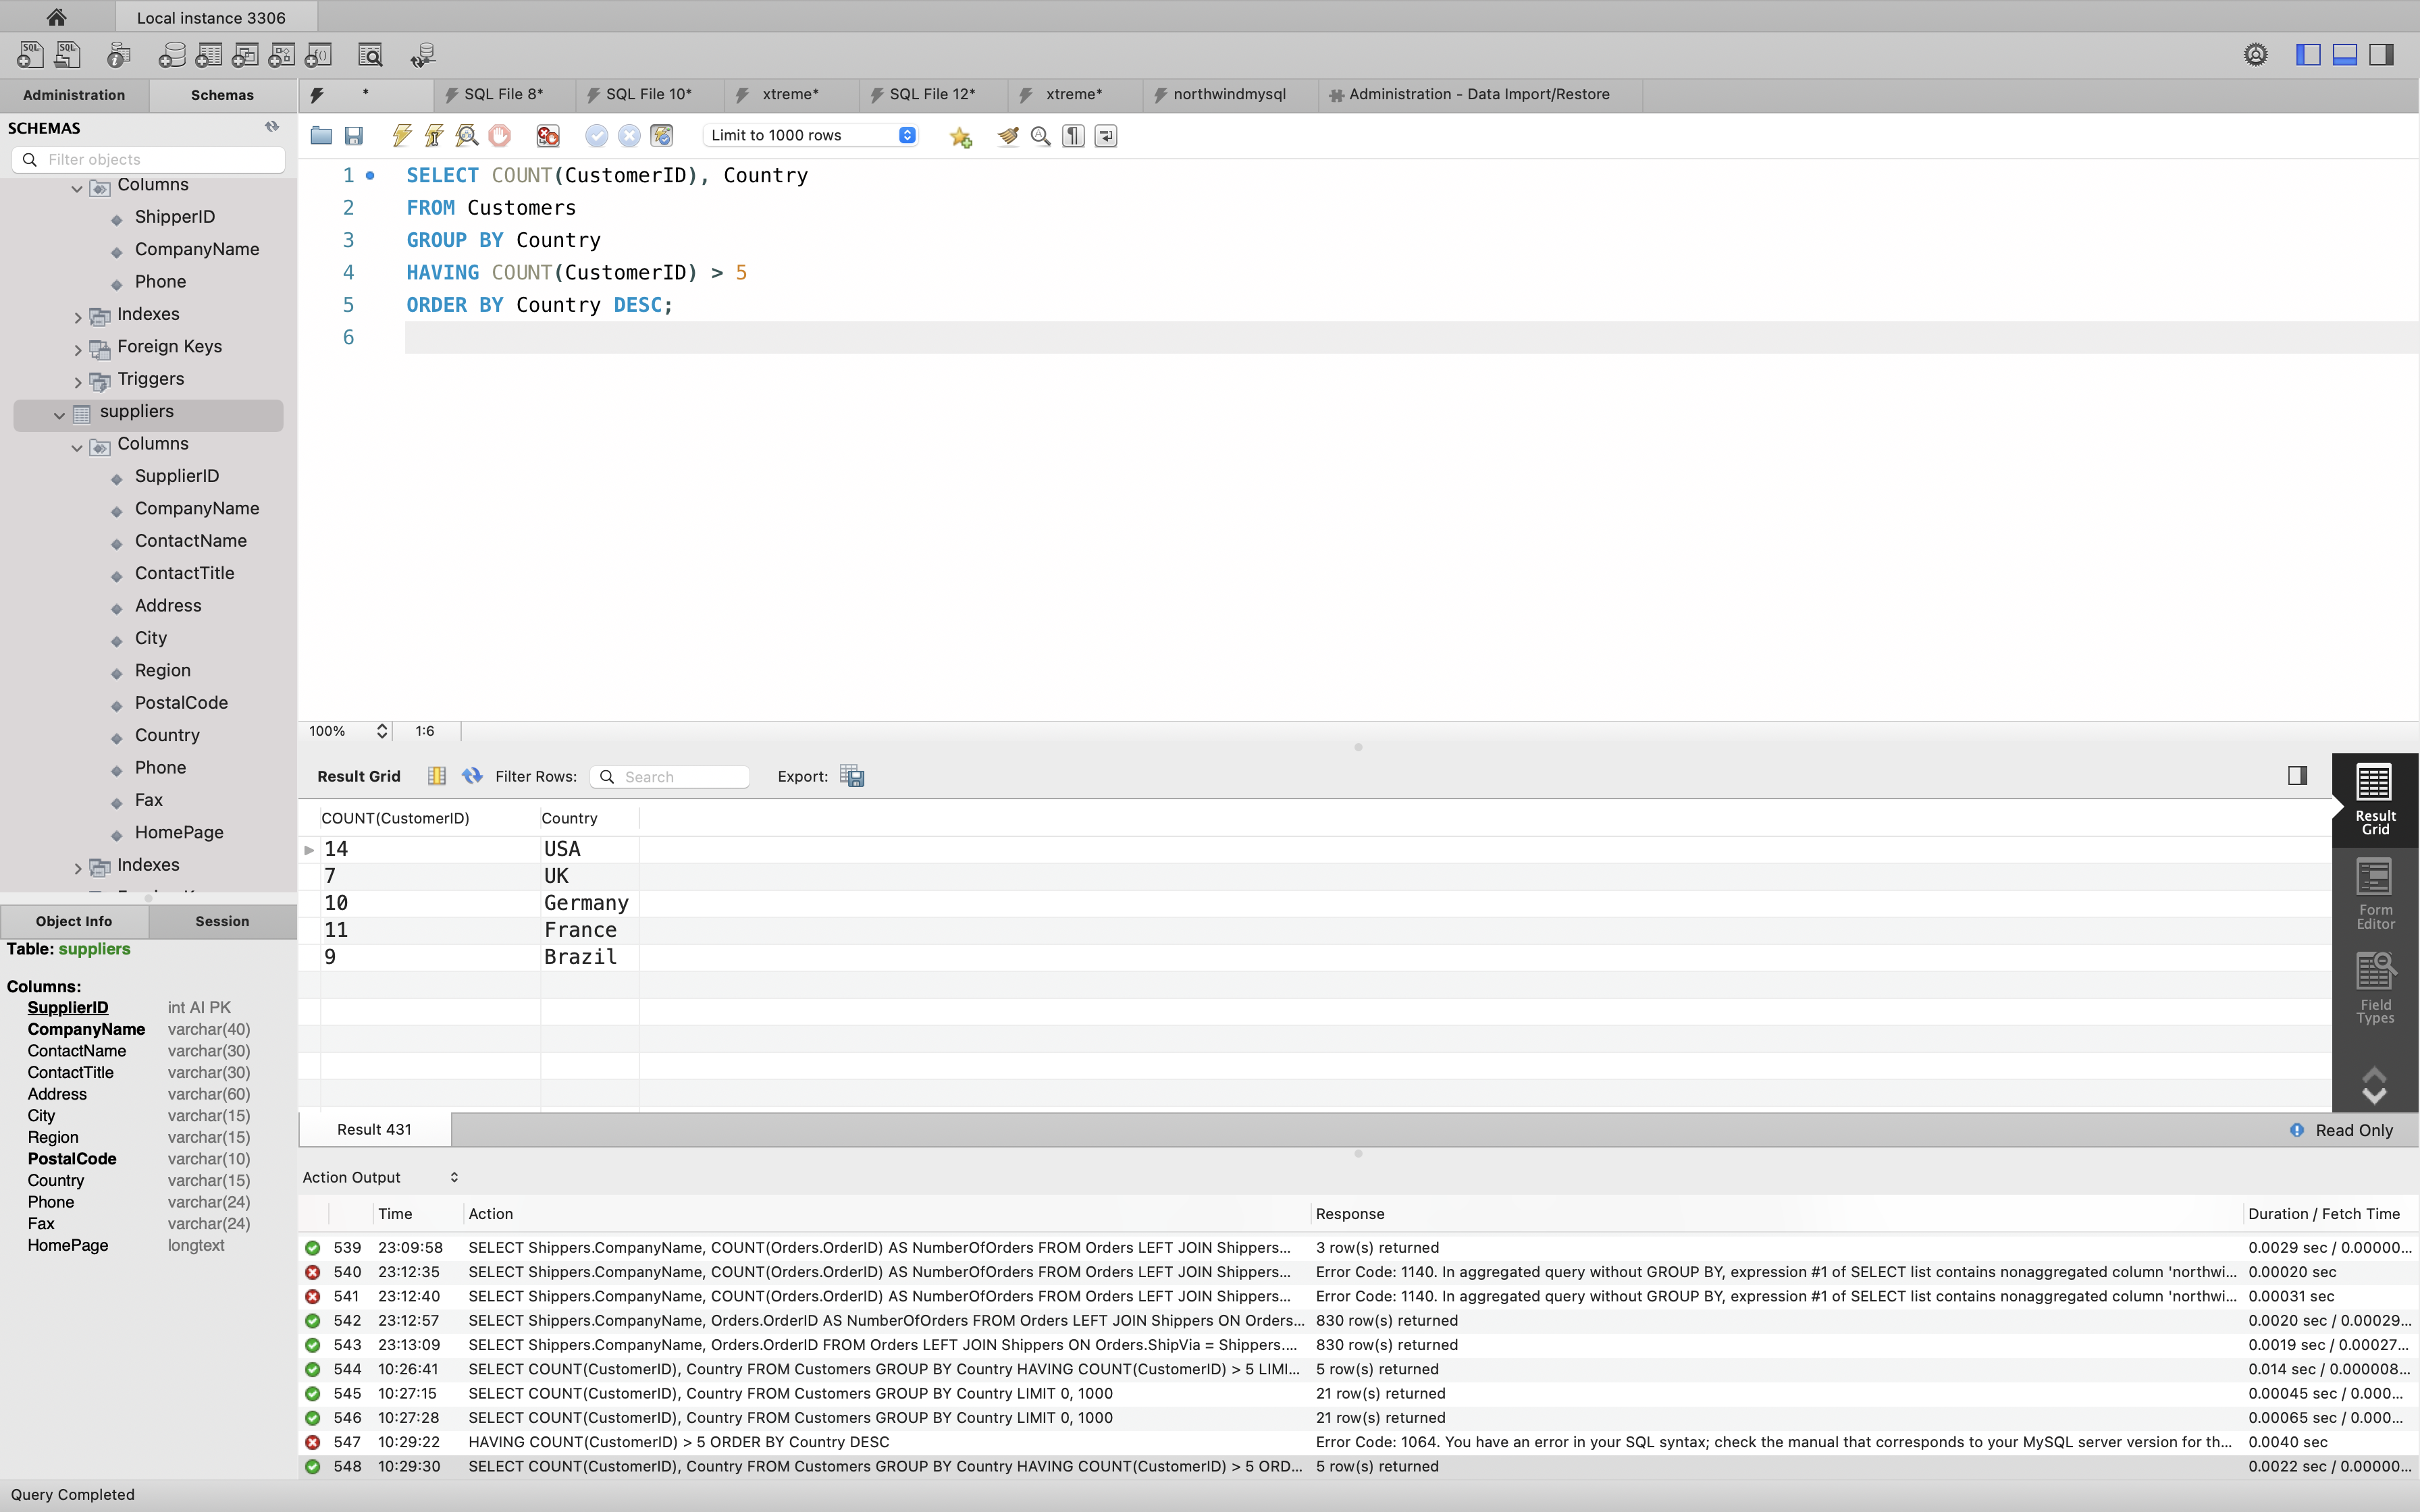 Local instance 3306
Administration
Schemas
*
SQL File 8*
SQL File 10*
xtreme*
SQL File 12*
xtreme*
northwindmysql
Administration - Data Import/Restore
SCHEMAS
Filter objects
Columns
ShipperID
CompanyName
Phone
Indexes
Foreign Keys
Triggers
suppliers
Columns
SupplierID
CompanyName
ContactName
ContactTitle
Address
City
Region
PostalCode
Country
Phone
Fax
HomePage
Indexes
Object Info
Session
Table: suppliers
Columns:
SupplierID int AI PK
CompanyName varchar(40)
ContactName varchar(30)
ContactTitle varchar(30)
Address varchar(60)
City varchar(15)
Region varchar(15)
PostalCode varchar(10)
Country varchar(15)
Phone varchar(24)
Fax varchar(24)
HomePage longtext
Limit to 1000 rows
1 SELECT COUNT(CustomerID), Country
2 FROM Customers
3 GROUP BY Country
4 HAVING COUNT(CustomerID) > 5
5 ORDER BY Country DESC;
6
100% 1:6
Result Grid Filter Rows: Search Export:
COUNT(CustomerID) Country
14 USA
7 UK
10 Germany
11 France
9 Brazil
Result
Grid
Form
Editor
Field
Types
Result 431
Read Only
Action Output
Time Action Response Duration / Fetch Time
539 23:09:58 SELECT Shippers.CompanyName, COUNT(Orders.OrderID) AS NumberOfOrders FROM Orders LEFT JOIN Shippers... 3 row(s) returned 0.0029 sec / 0.00000...
540 23:12:35 SELECT Shippers.CompanyName, COUNT(Orders.OrderID) AS NumberOfOrders FROM Orders LEFT JOIN Shippers... Error Code: 1140. In aggregated query without GROUP BY, expression #1 of SELECT list contains nonaggregated column 'northwi... 0.00020 sec
541 23:12:40 SELECT Shippers.CompanyName, COUNT(Orders.OrderID) AS NumberOfOrders FROM Orders LEFT JOIN Shippers... Error Code: 1140. In aggregated query without GROUP BY, expression #1 of SELECT list contains nonaggregated column 'northwi... 0.00031 sec
542 23:12:57 SELECT Shippers.CompanyName, Orders.OrderID AS NumberOfOrders FROM Orders LEFT JOIN Shippers ON Orders... 830 row(s) returned 0.0020 sec / 0.00029...
543 23:13:09 SELECT Shippers.CompanyName, Orders.OrderID FROM Orders LEFT JOIN Shippers ON Orders.ShipVia = Shippers.... 830 row(s) returned 0.0019 sec / 0.00027...
544 10:26:41 SELECT COUNT(CustomerID), Country FROM Customers GROUP BY Country HAVING COUNT(CustomerID) > 5 LIMI... 5 row(s) returned 0.014 sec / 0.000008...
545 10:27:15 SELECT COUNT(CustomerID), Country FROM Customers GROUP BY Country LIMIT 0, 1000 21 row(s) returned 0.00045 sec / 0.000...
546 10:27:28 SELECT COUNT(CustomerID), Country FROM Customers GROUP BY Country LIMIT 0, 1000 21 row(s) returned 0.00065 sec / 0.000...
547 10:29:22 HAVING COUNT(CustomerID) > 5 ORDER BY Country DESC Error Code: 1064. You have an error in your SQL syntax; check the manual that corresponds to your MySQL server version for th... 0.0040 sec
548 10:29:30 SELECT COUNT(CustomerID), Country FROM Customers GROUP BY Country HAVING COUNT(CustomerID) > 5 ORD... 5 row(s) returned 0.0022 sec / 0.00000...
Query Completed